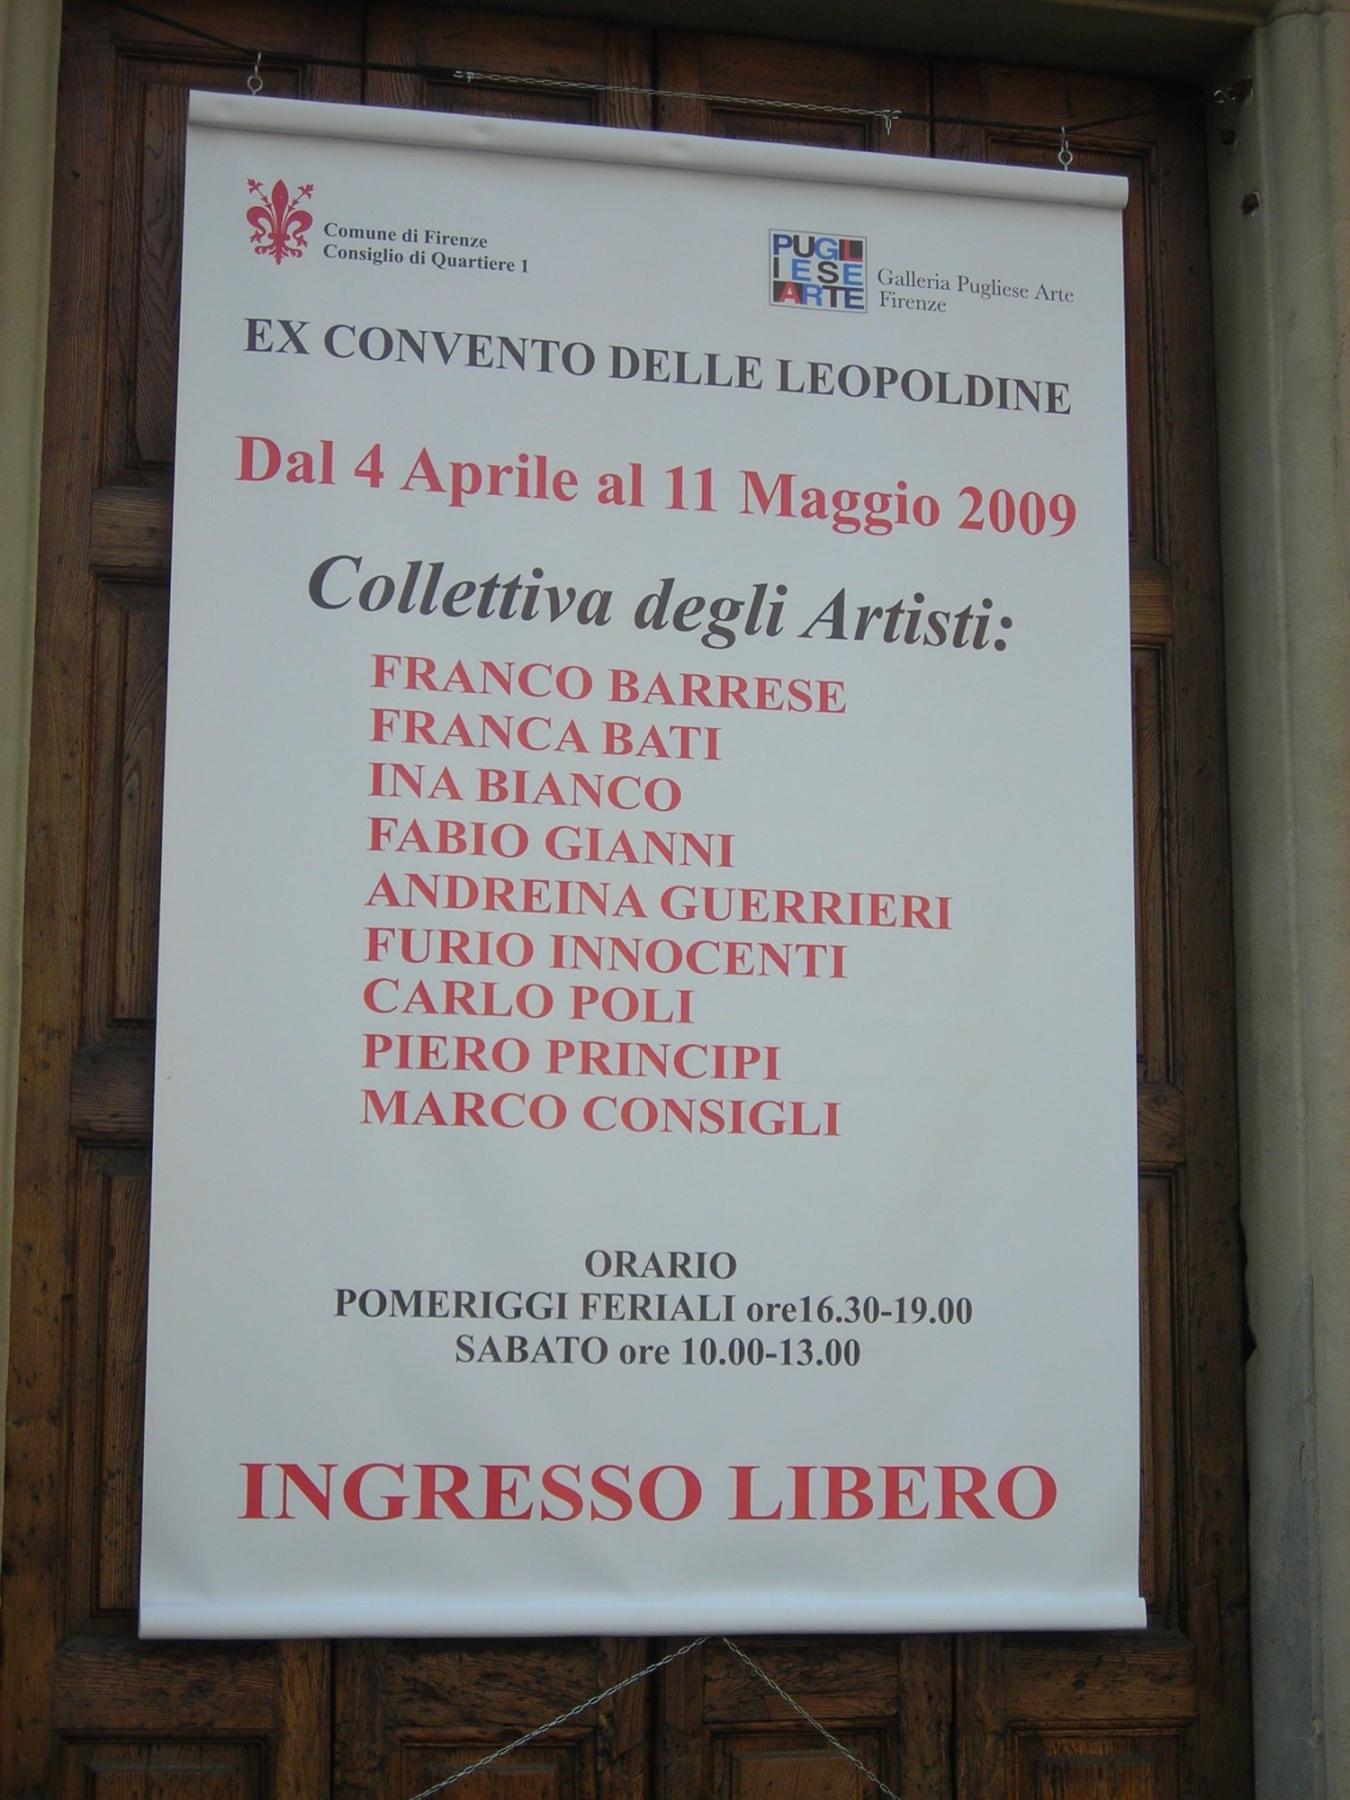 Comune di Firenze
Consiglio di Quartiere 1
PUGL
IESE
ARTE
Galleria Pugliese Arte
Firenze
EX CONVENTO DELLE LEOPOLDINE
Dal 4 Aprile al 11 Maggio 2009
Collettiva degli Artisti:
FRANCO BARRESE
FRANCA BATI
INA BIANCO
FABIO GIANNI
ANDREINA GUERRIERI
FURIO INNOCENTI
CARLO POLI
PIERO PRINCIPI
MARCO CONSIGLI
ORARIO
POMERIGGI FERIALI ore16.30-19.00
SABATO ore 10.00-13.00
INGRESSO LIBERO